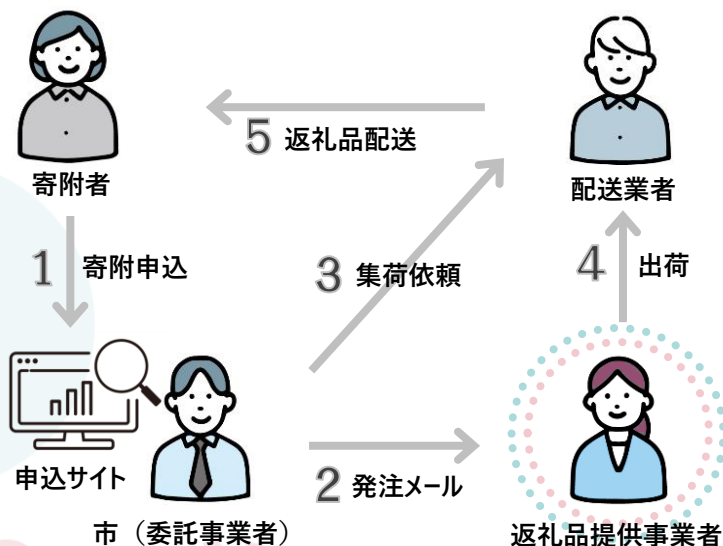 5 返礼品配送
寄附者
配送業者
1 寄附申込
3 集荷依頼
4 出荷
申込サイト
2 発注メール
市（委託事業者）
返礼品提供事業者